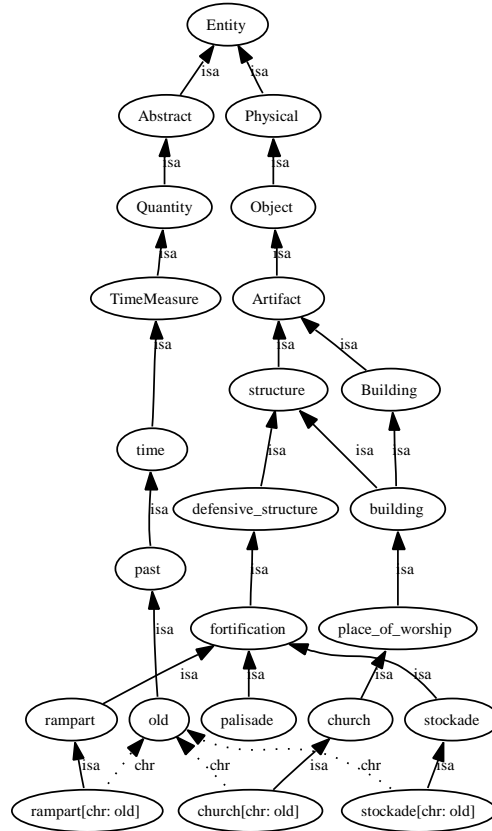 Entity
isa isa
Abstract Physical
isa isa
Quantity Object
isa isa
TimeMeasure Artifact
isa isa isa
structure Building
time isa isa isa
defensive_structure building
isa isa isa
past
fortification place_of_worship
isa isa isa isa isa
rampart old palisade church stockade
isa chr chr isa chr isa
rampart[chr: old] church[chr: old] stockade[chr: old]